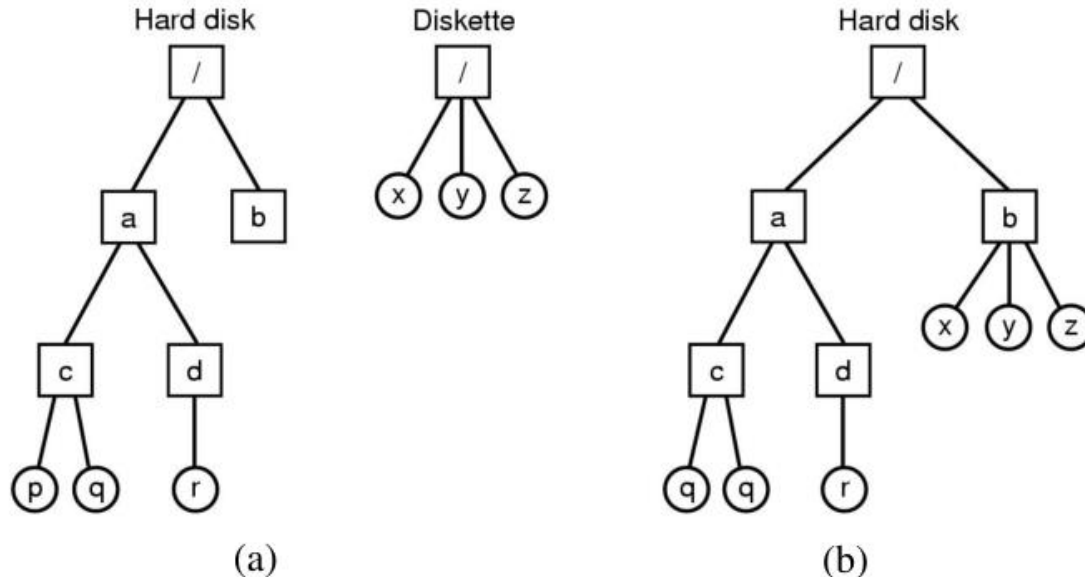 Hard disk Diskette Hard disk
/ / /
x y z
a b a b
x y z
c d c d
p q r q q r
(a) (b)